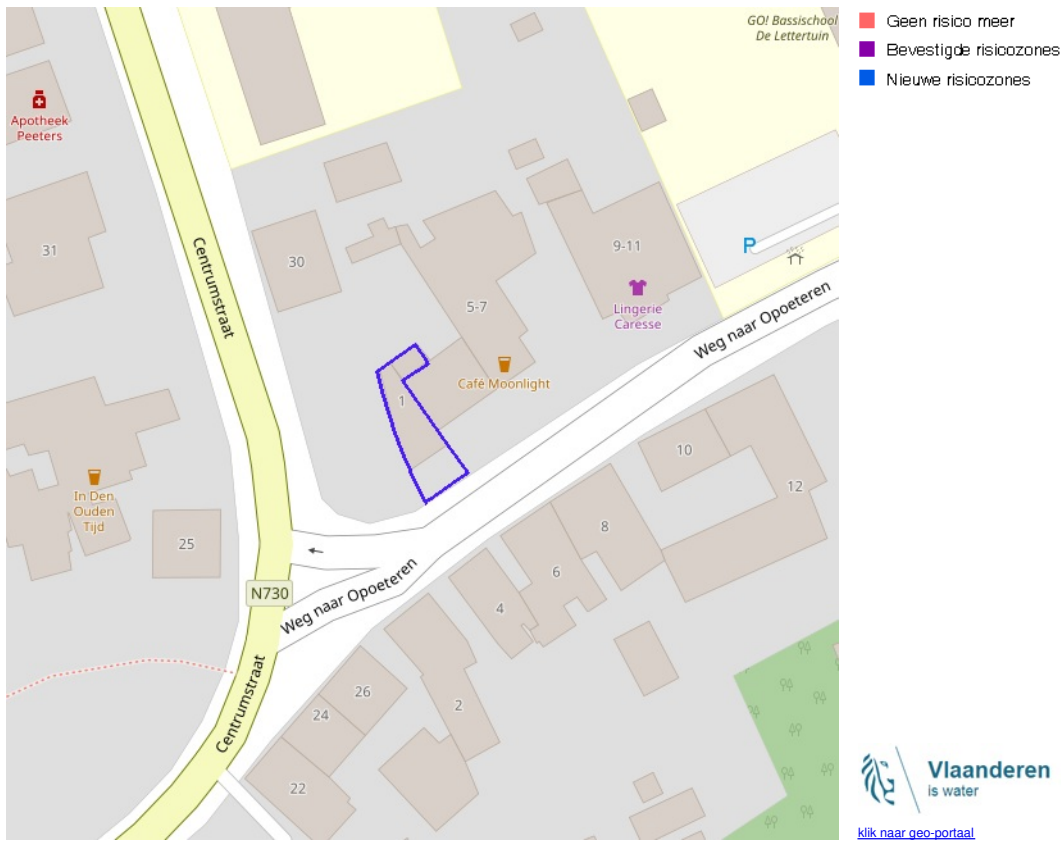 GO! Bassischool
De Lettertuin
Apotheek
Peeters
31
Centrumstraat
30
9-11
P
Lingerie
Caresse
5-7
Weg naar Opoeteren
Café Moonlight
1
10
12
In Den
Ouden
Tijd
25
8
6
N730
Weg naar Opoeteren
4
Centrumstraat
26
24
2
22
Geen risico meer
Bevestigde risicozones
Nieuwe risicozones
Vlaanderen
is water
klik naar geo-portaal